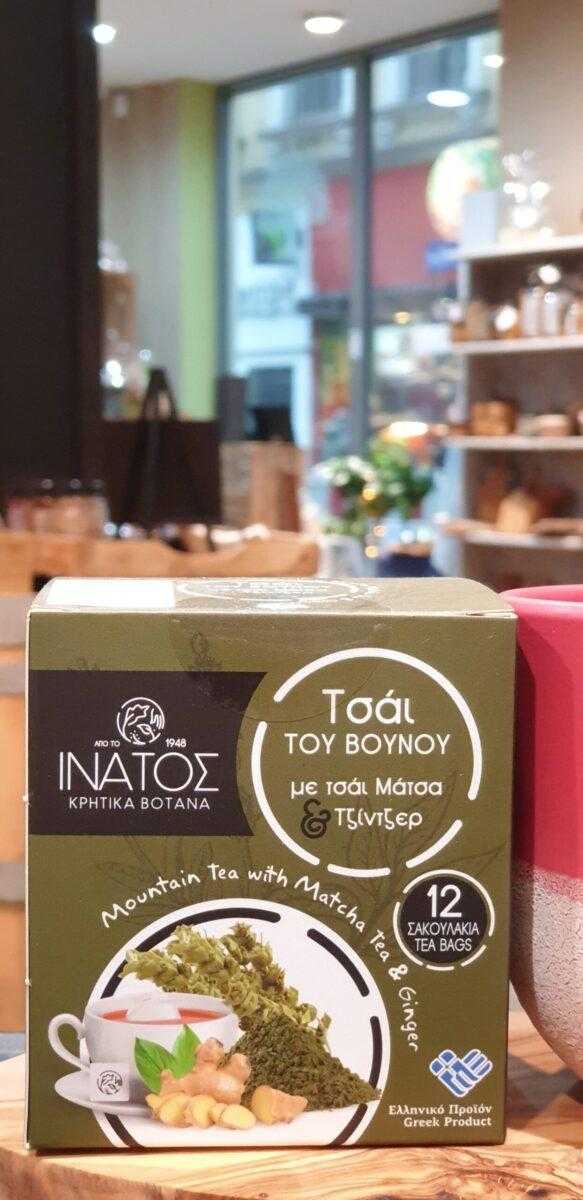 ΑΠΟ ΤΟ 1948
ΙΝΑΤΟΣ
ΚΡΗΤΙΚΑ ΒΟΤΑΝΑ
Τσάι
ΤΟΥ ΒΟΥΝΟΥ
με τσάι Μάτσα
& Τζίντζερ
Mountain Tea with Matcha Tea & Ginger
12
ΣΑΚΟΥΛΑΚΙΑ
TEA BAGS
Ελληνικό Προϊόν
Greek Product